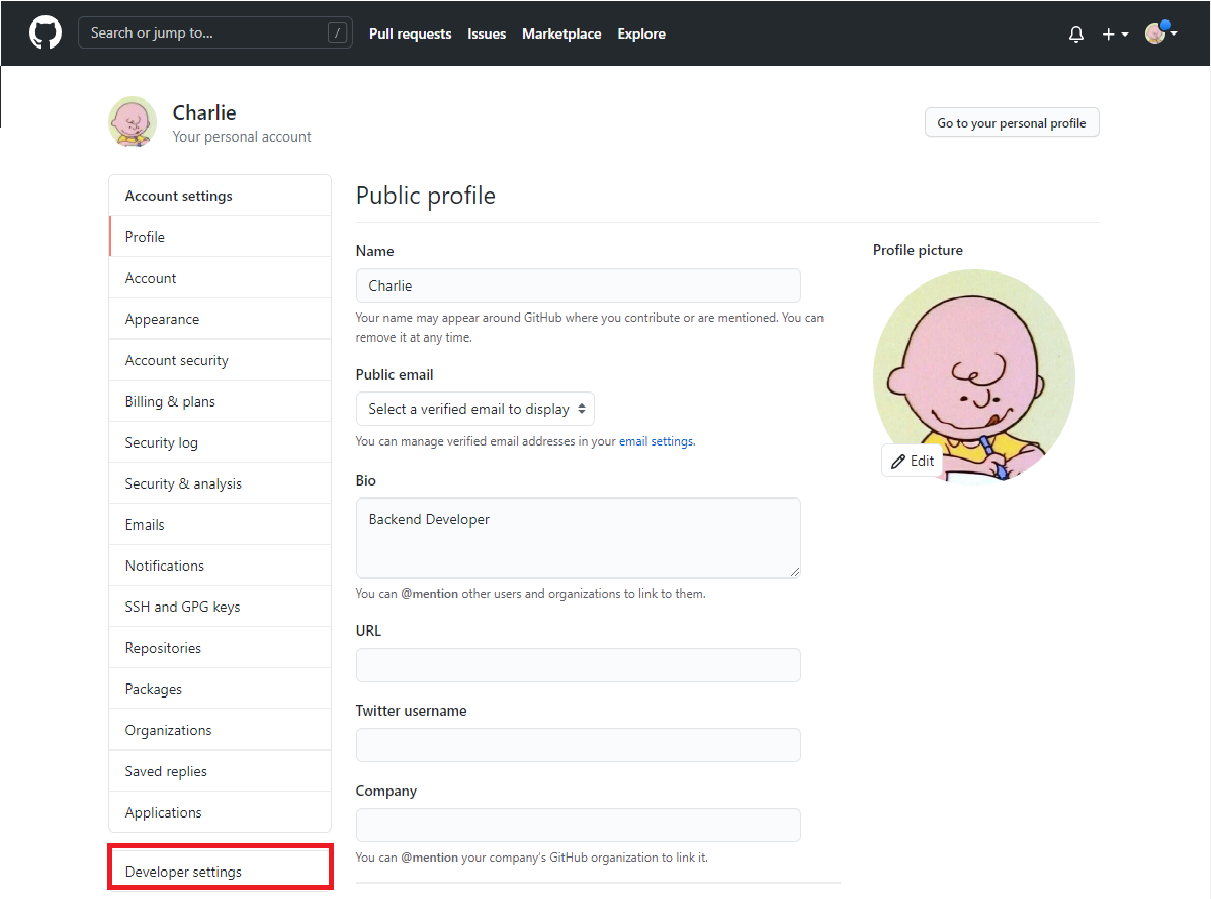 Search or jump to... /
Pull requests Issues Marketplace Explore
Charlie
Your personal account
Go to your personal profile
Account settings
Profile
Account
Appearance
Account security
Billing & plans
Security log
Security & analysis
Emails
Notifications
SSH and GPG keys
Repositories
Packages
Organizations
Saved replies
Applications
Developer settings
Public profile
Name
Charlie
Your name may appear around GitHub where you contribute or are mentioned. You can
remove it at any time.
Public email
Select a verified email to display
You can manage verified email addresses in your email settings.
Bio
Backend Developer
You can @mention other users and organizations to link to them.
URL
Twitter username
Company
You can @mention your company's GitHub organization to link it.
Profile picture
Edit